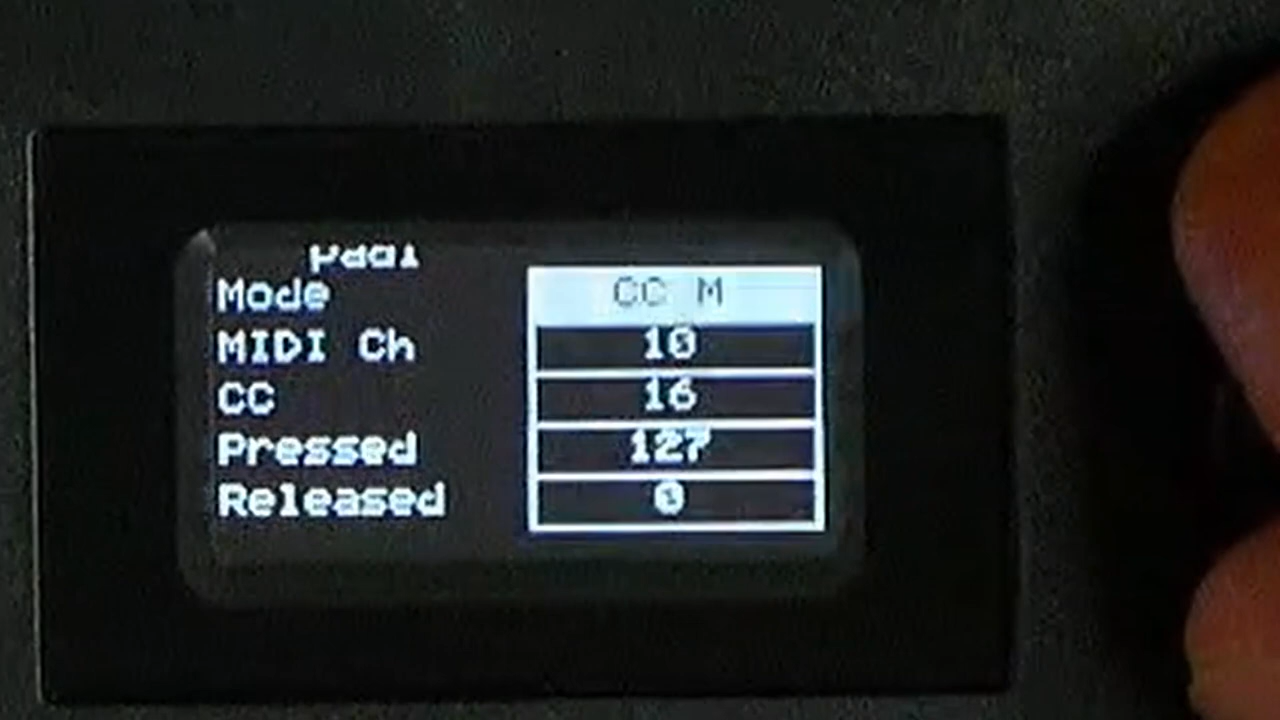 Mode CC M
MIDI Ch 10
CC 16
Pressed 127
Released 0